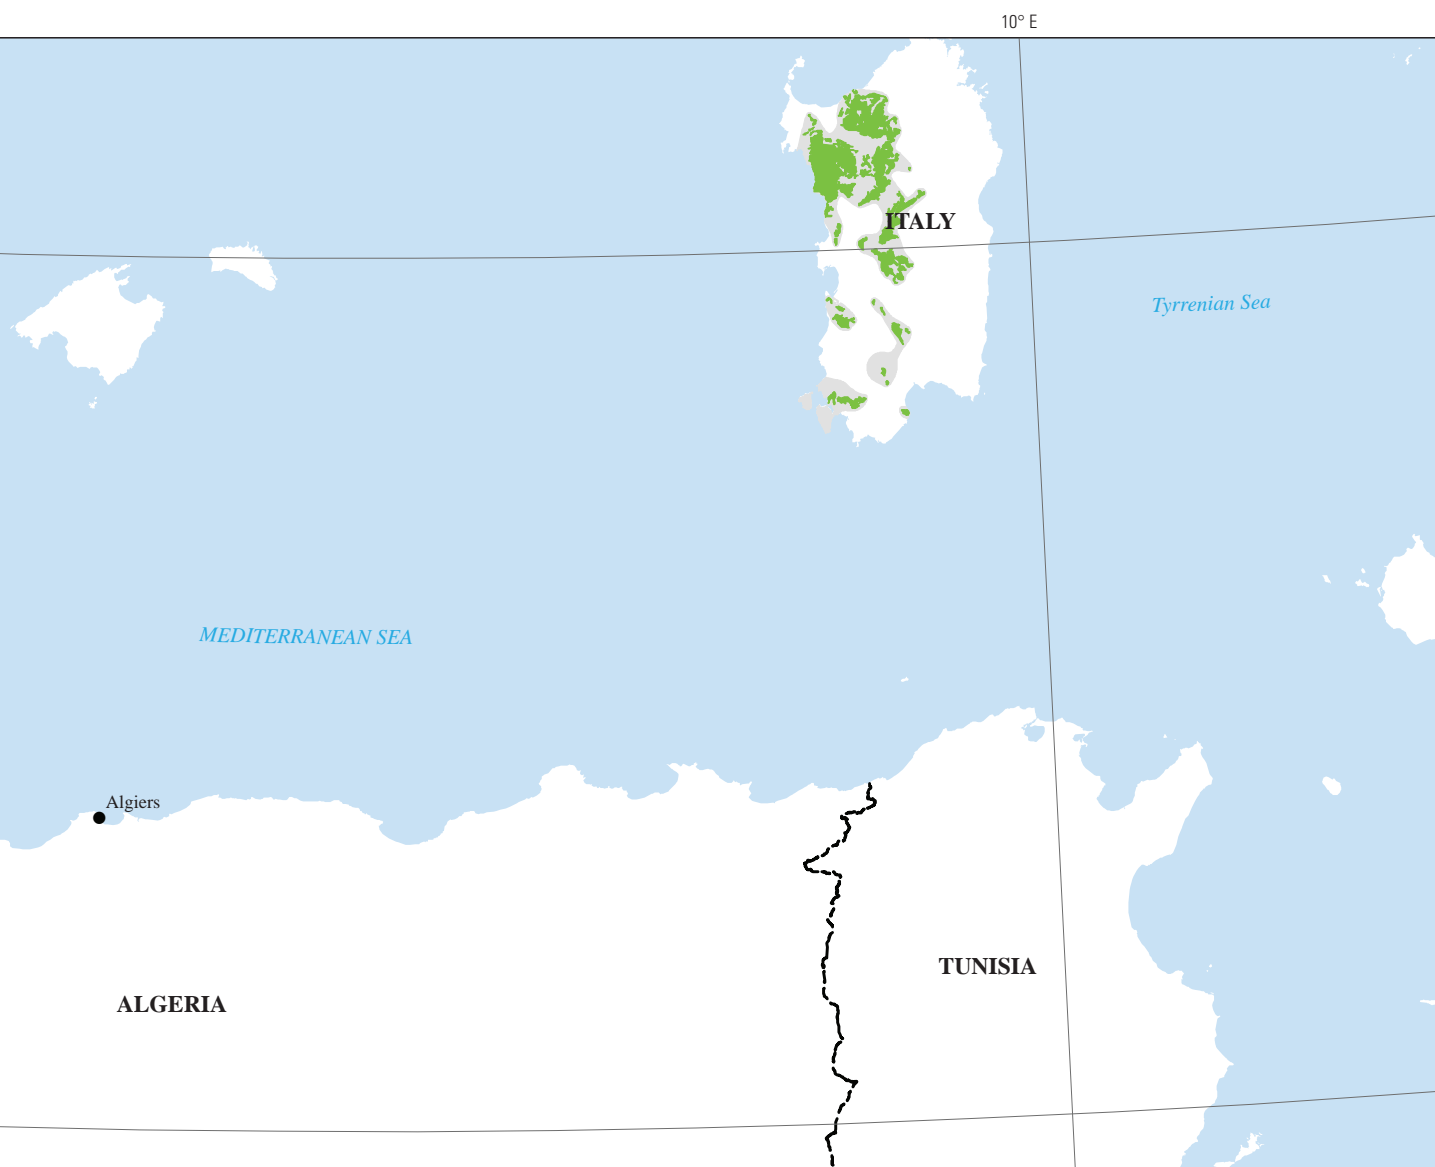 10° E
ITALY
Tyrrenian Sea
MEDITERRANEAN SEA
Algiers
TUNISIA
ALGERIA